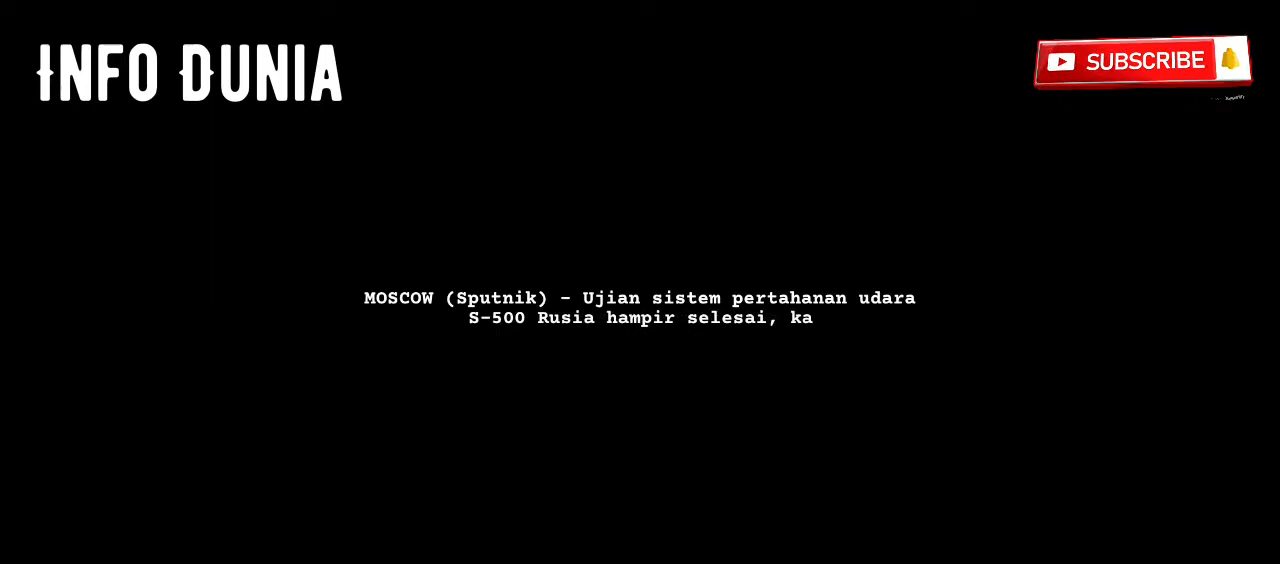 INFO DUNIA
SUBSCRIBE
MOSCOW (Sputnik) – Ujian sistem pertahanan udara
S-500 Rusia hampir selesai, ka